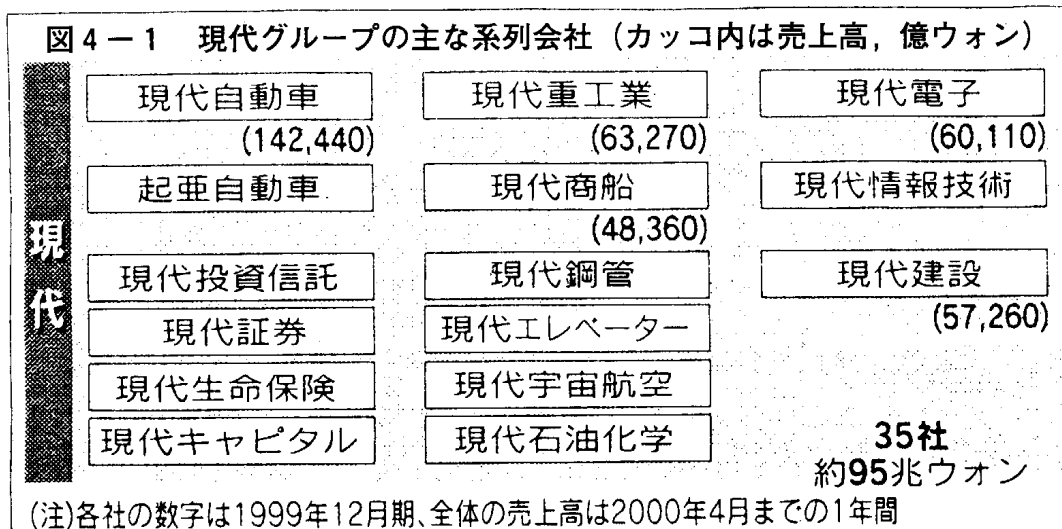 図4－1 現代グループの主な系列会社（カッコ内は売上高，億ウォン）
現代
現代自動車 現代重工業 現代電子
(142,440) (63,270) (60,110)
起亜自動車 現代商船 現代情報技術
(48,360)
現代投資信託 現代鋼管 現代建設
(57,260)
現代証券 現代エレベーター
現代生命保険 現代宇宙航空
現代キャピタル 現代石油化学
35社
約95兆ウォン
(注)各社の数字は1999年12月期、全体の売上高は2000年4月までの1年間